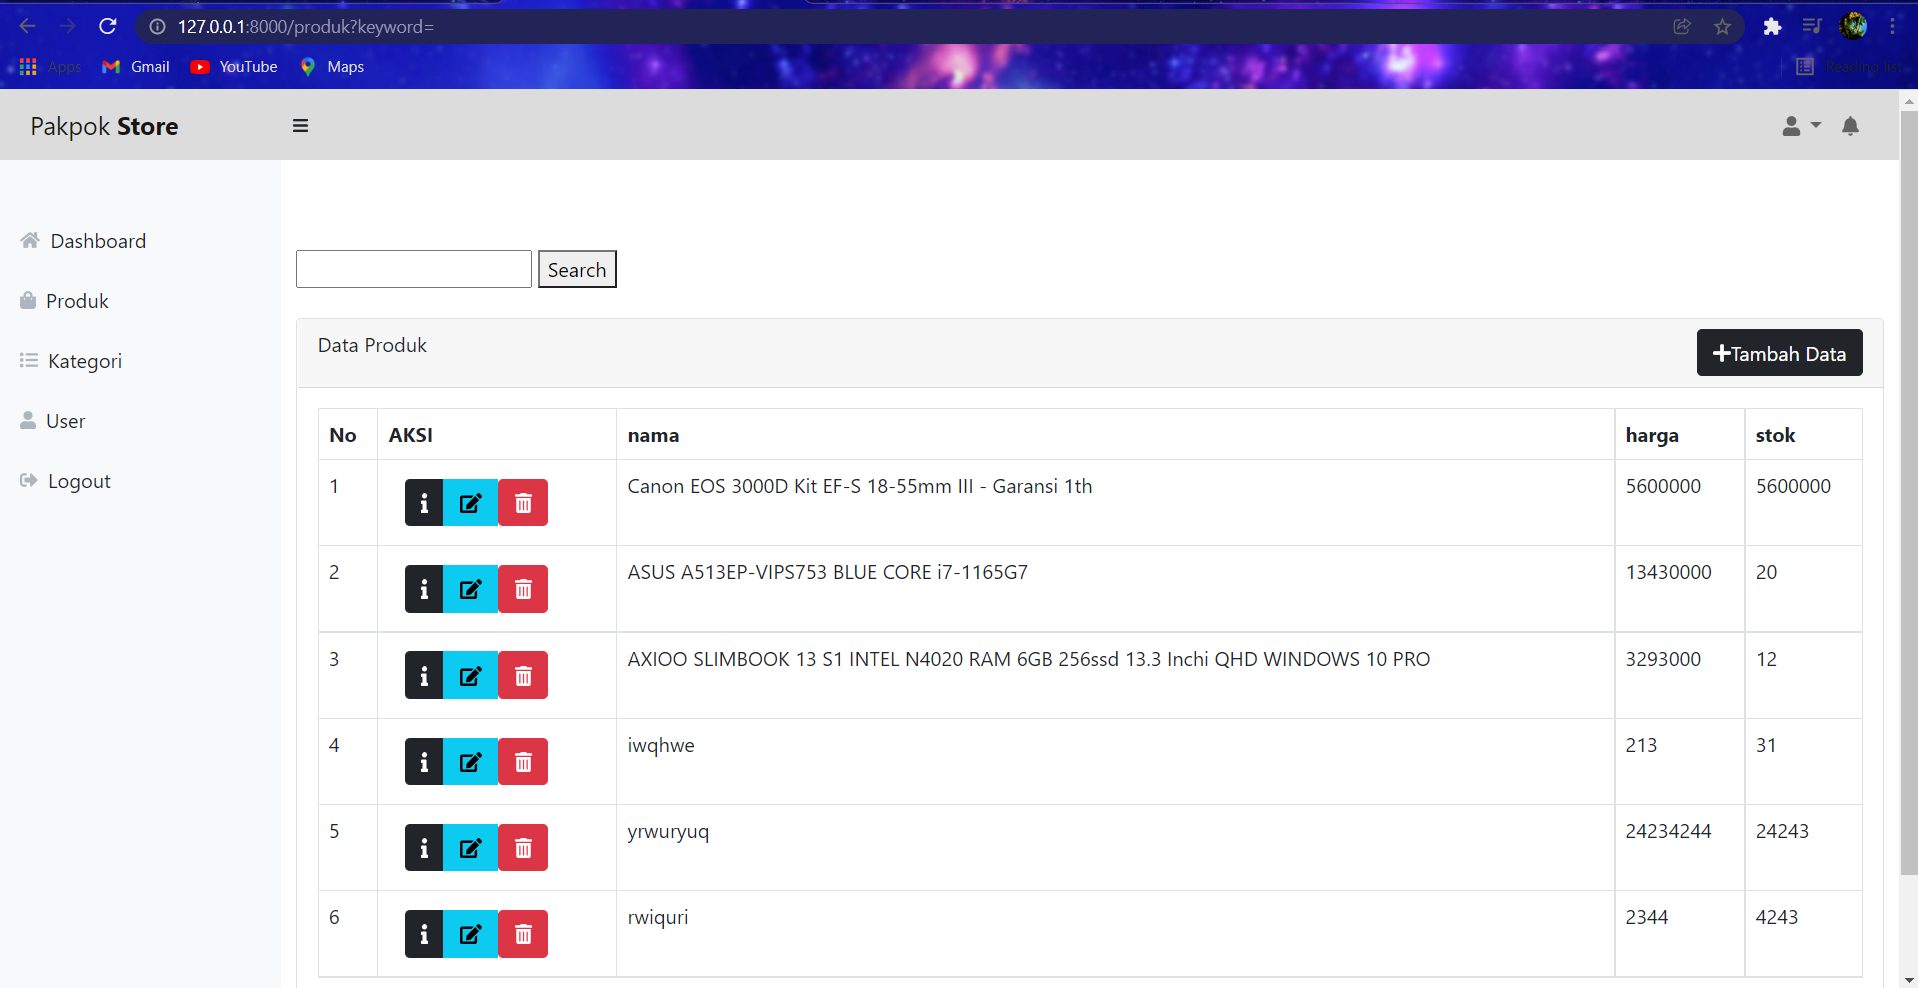 127.0.0.1:8000/produk?keyword=
Apps Gmail YouTube Maps Reading list
Pakpok Store
Dashboard
Produk
Kategori
User
Logout
Search
Data Produk
Tambah Data
No AKSI nama harga stok
1 Canon EOS 3000D Kit EF-S 18-55mm III - Garansi 1th 5600000 5600000
2 ASUS A513EP-VIPS753 BLUE CORE i7-1165G7 13430000 20
3 AXIOO SLIMBOOK 13 S1 INTEL N4020 RAM 6GB 256ssd 13.3 Inchi QHD WINDOWS 10 PRO 3293000 12
4 iwqhwe 213 31
5 yrwuryuq 24234244 24243
6 rwiquri 2344 4243